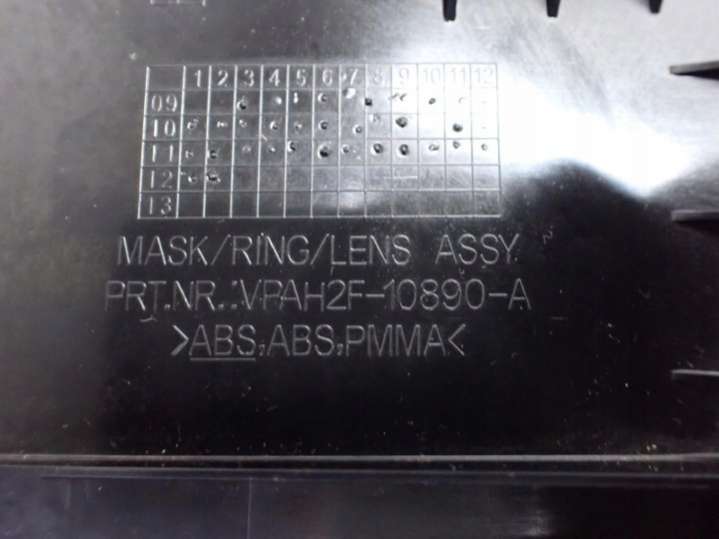 1 2 3 4 5 6 7 8 9 10 11 12
09
10
11
12
13
MASK/RING/LENS ASSY
PRT.NR.:VPAH2F-10890-A
>ABS,ABS,PMMA<